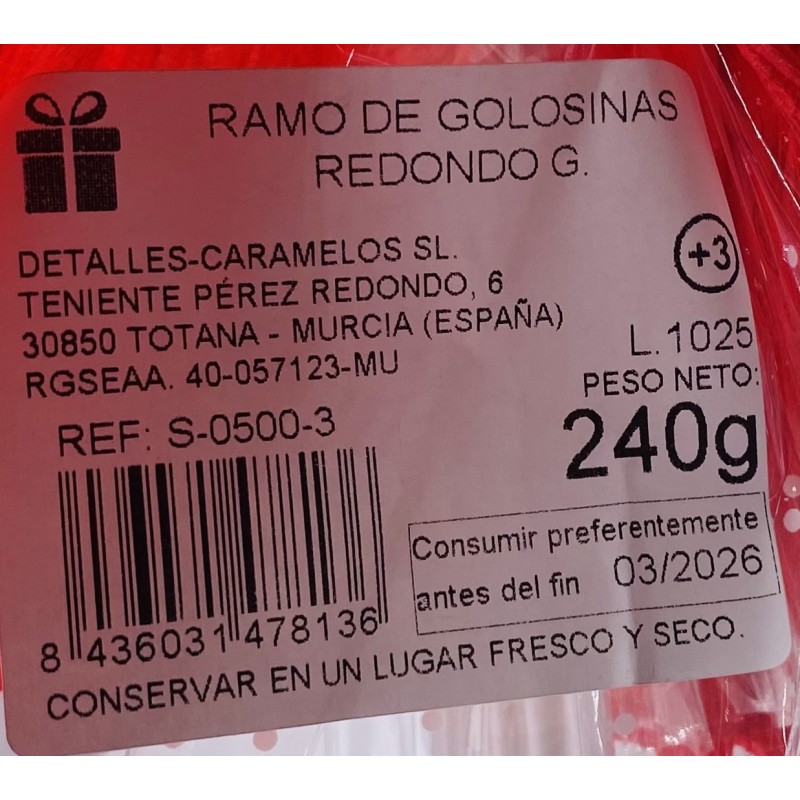 RAMO DE GOLOSINAS
REDONDO G.
DETALLES-CARAMELOS SL.
TENIENTE PÉREZ REDONDO, 6
30850 TOTANA - MURCIA (ESPAÑA)
RGSEAA. 40-057123-MU
+3
L.1025
PESO NETO:
240g
REF: S-0500-3
8 436031 478136
Consumir preferentemente
antes del fin 03/2026
CONSERVAR EN UN LUGAR FRESCO Y SECO.